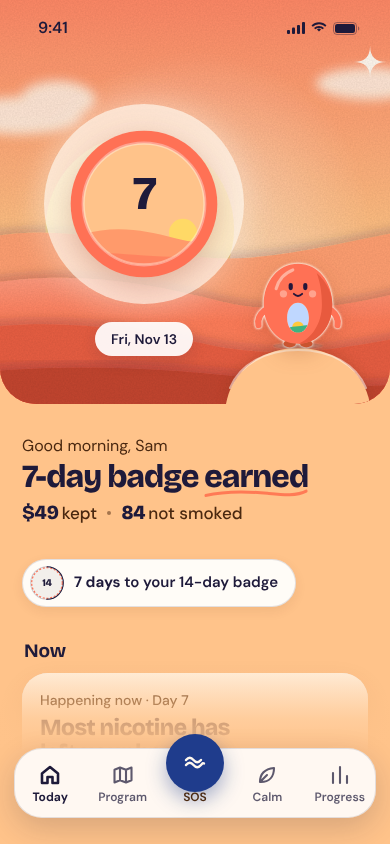 9:41
7
Fri, Nov 13
Good morning, Sam
7-day badge earned
$49 kept • 84 not smoked
14
7 days to your 14-day badge
Now
Happening now · Day 7
Most nicotine has
Today
Program
SOS
Calm
Progress